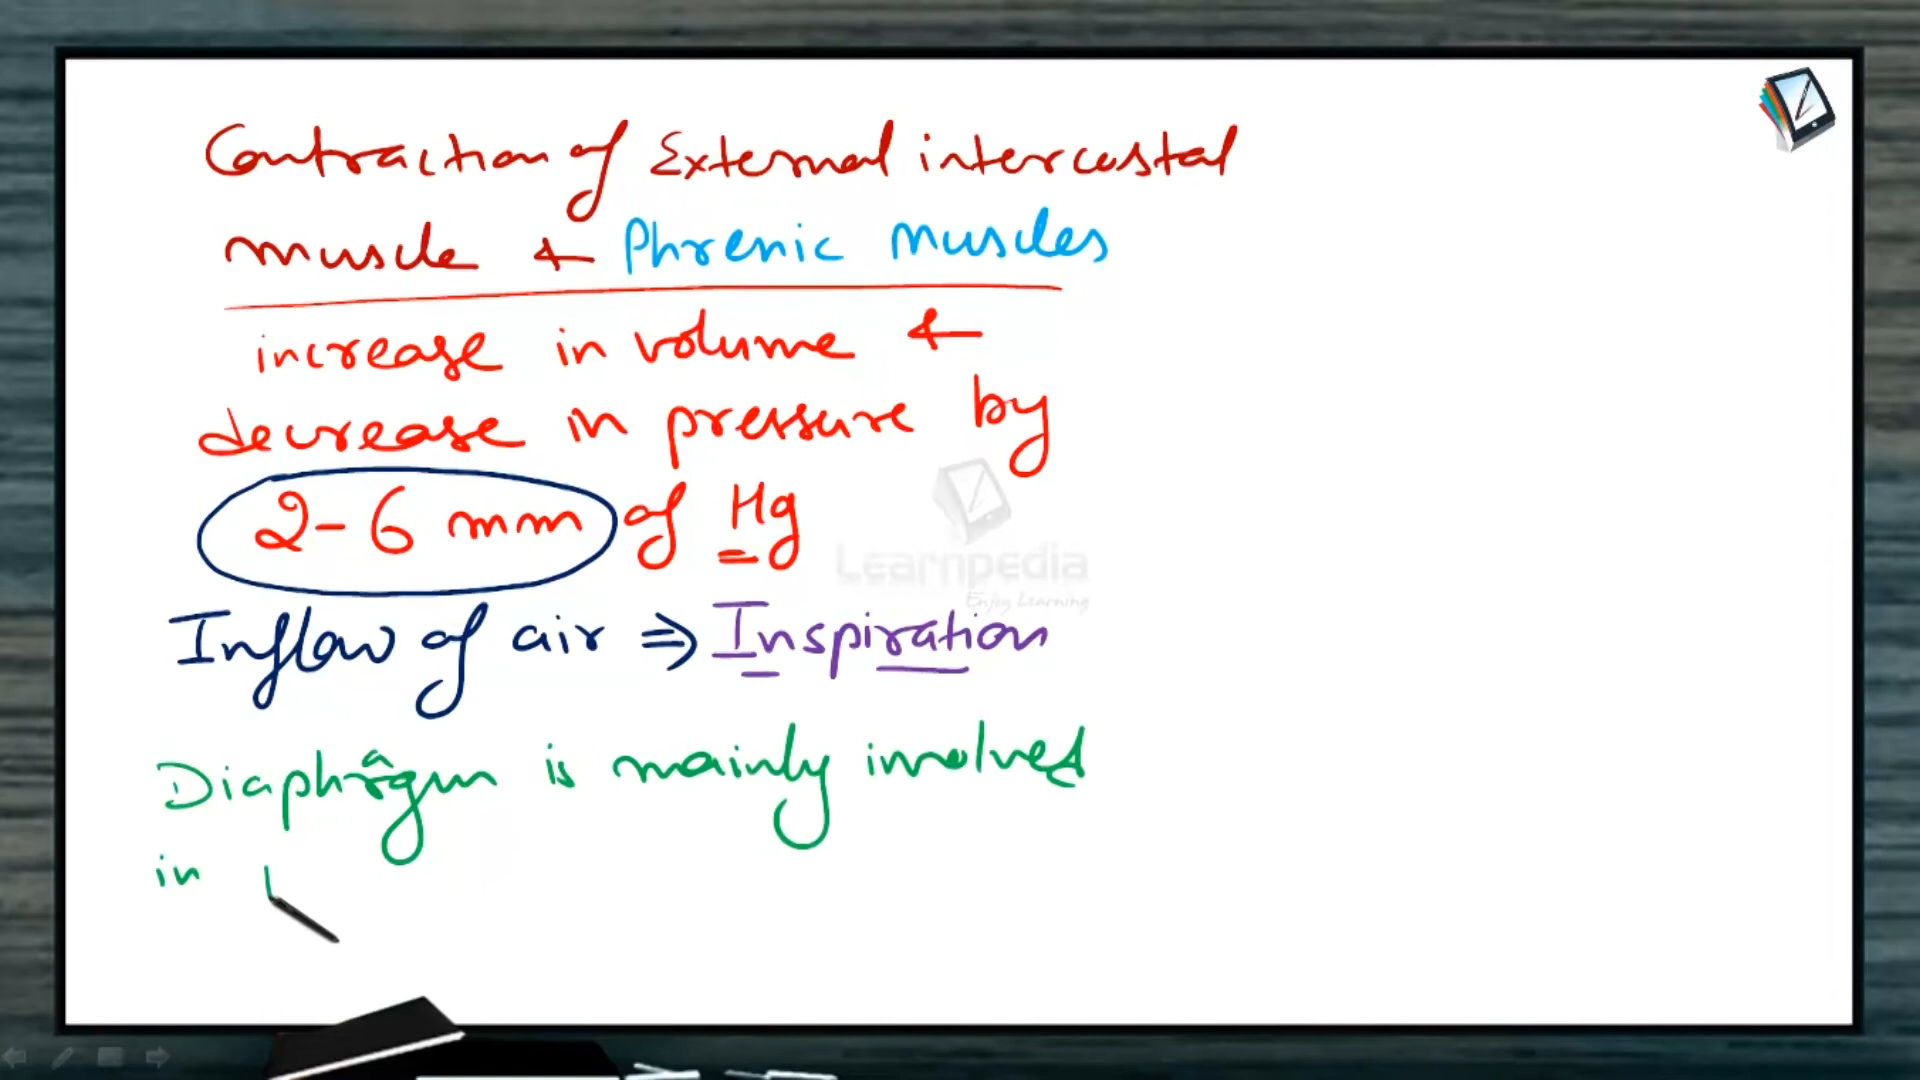 Contraction of External intercostal
muscle & Phrenic Muscles
increase in volume &
decrease in pressure by
2-6 mm of Hg
Learnpedia
Enjoy Learning
Inflow of air ⇒ Inspiration
Diaphragm is mainly involved
in